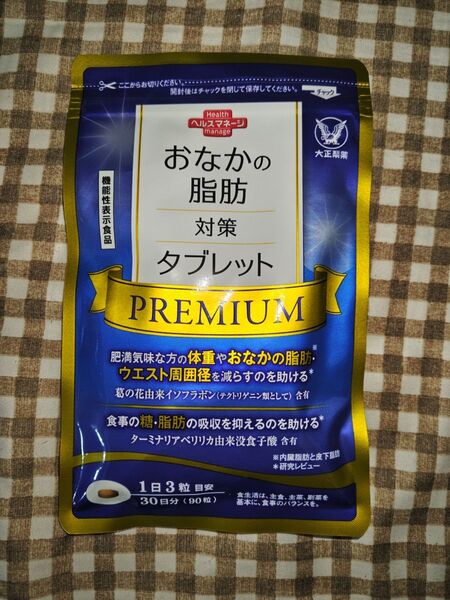 ここからお切りください。
開封後はチャックを閉じて保存してください。
チャック
Health
ヘルスマネージ
manage
大正製薬
機能性表示食品
おなかの
脂肪
対策
タブレット
PREMIUM
肥満気味な方の体重やおなかの脂肪※・
ウエスト周囲径を減らすのを助ける*
葛の花由来イソフラボン(テクトリゲニン類として)含有
食事の糖・脂肪の吸収を抑えるのを助ける*
ターミナリアベリリカ由来没食子酸 含有
※内臓脂肪と皮下脂肪
*研究レビュー
1日3粒 目安
30日分(90粒)
食生活は、主食、主菜、副菜を
基本に、食事のバランスを。